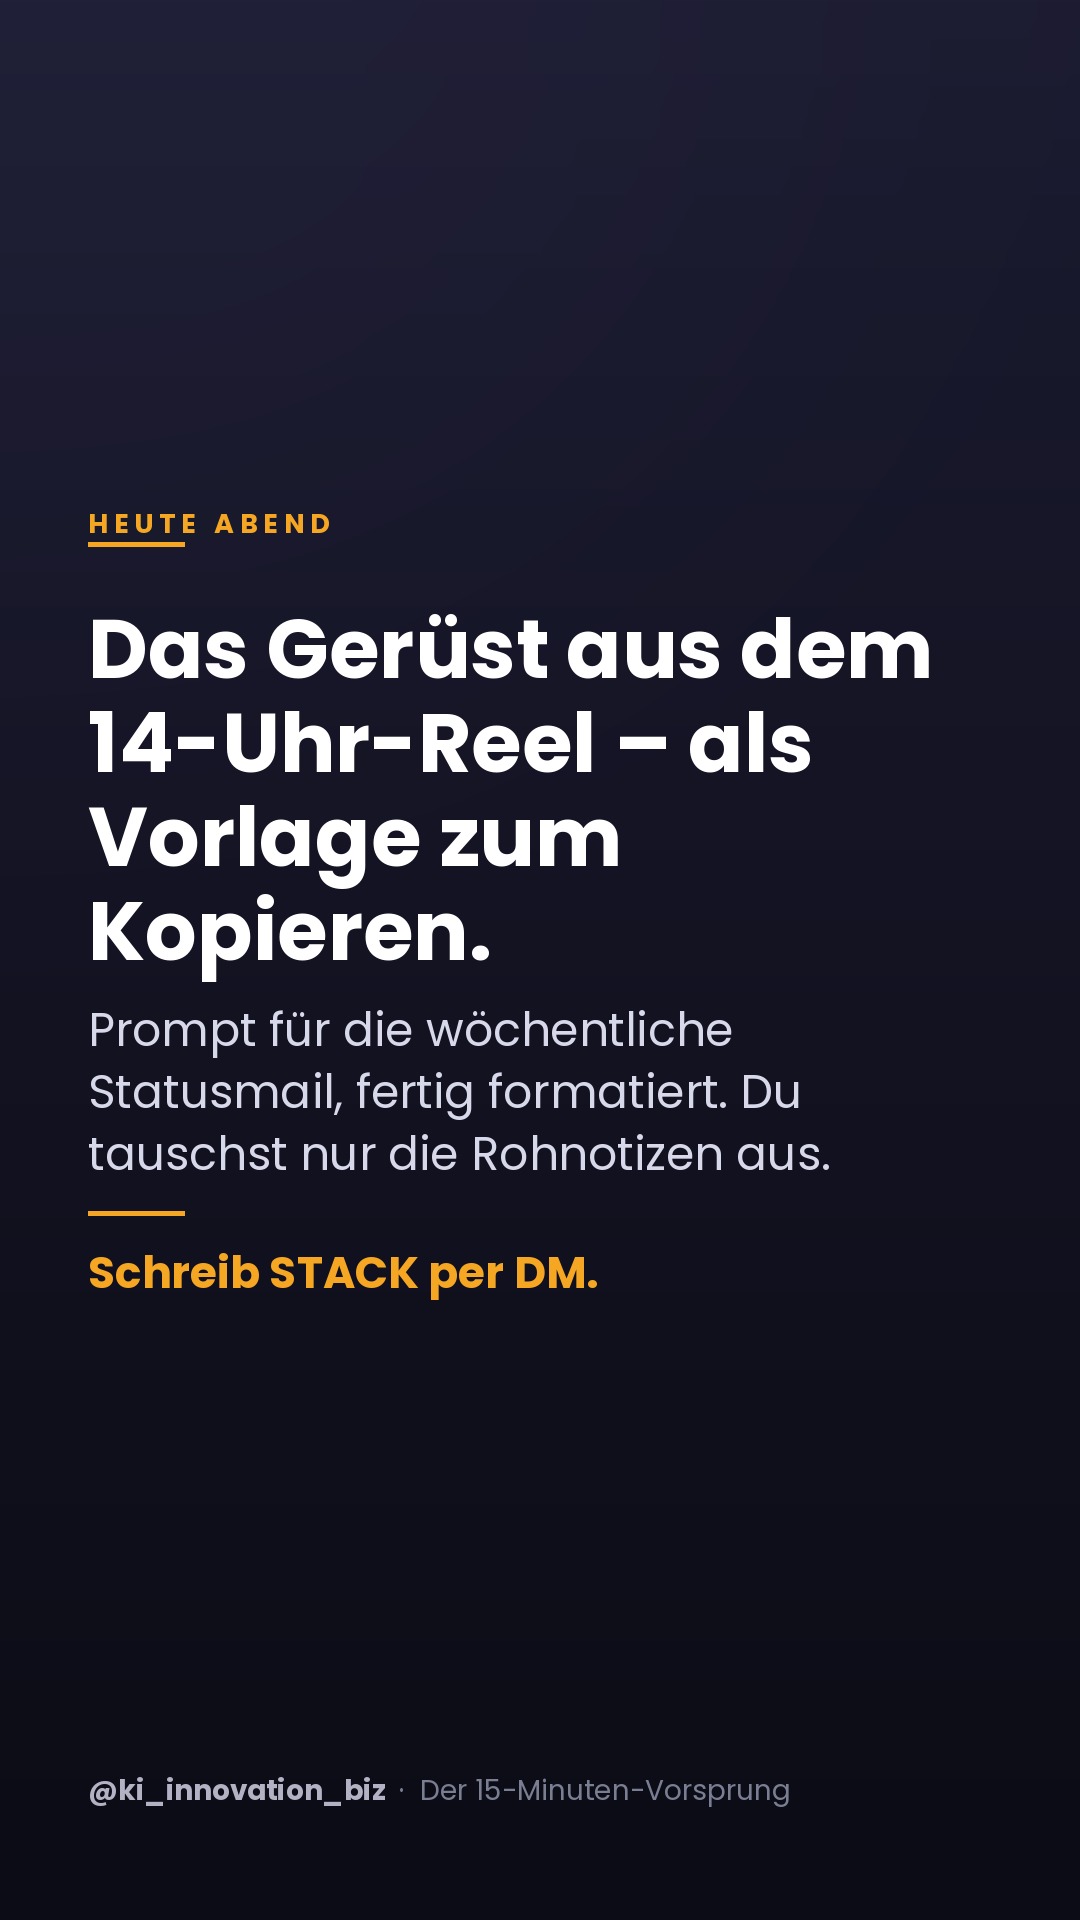 HEUTE ABEND
Das Gerüst aus dem
14-Uhr-Reel – als
Vorlage zum
Kopieren.
Prompt für die wöchentliche
Statusmail, fertig formatiert. Du
tauschst nur die Rohnotizen aus.
Schreib STACK per DM.
@ki_innovation_biz · Der 15-Minuten-Vorsprung